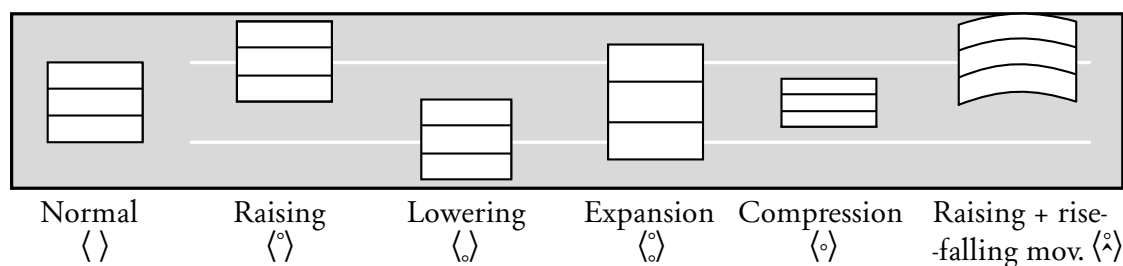 Normal Raising Lowering Expansion Compression Raising + rise-
⟨ ⟩ ⟨°⟩ ⟨˳⟩ ⟨°˳⟩ ⟨∘⟩ -falling mov. ⟨°̭⟩